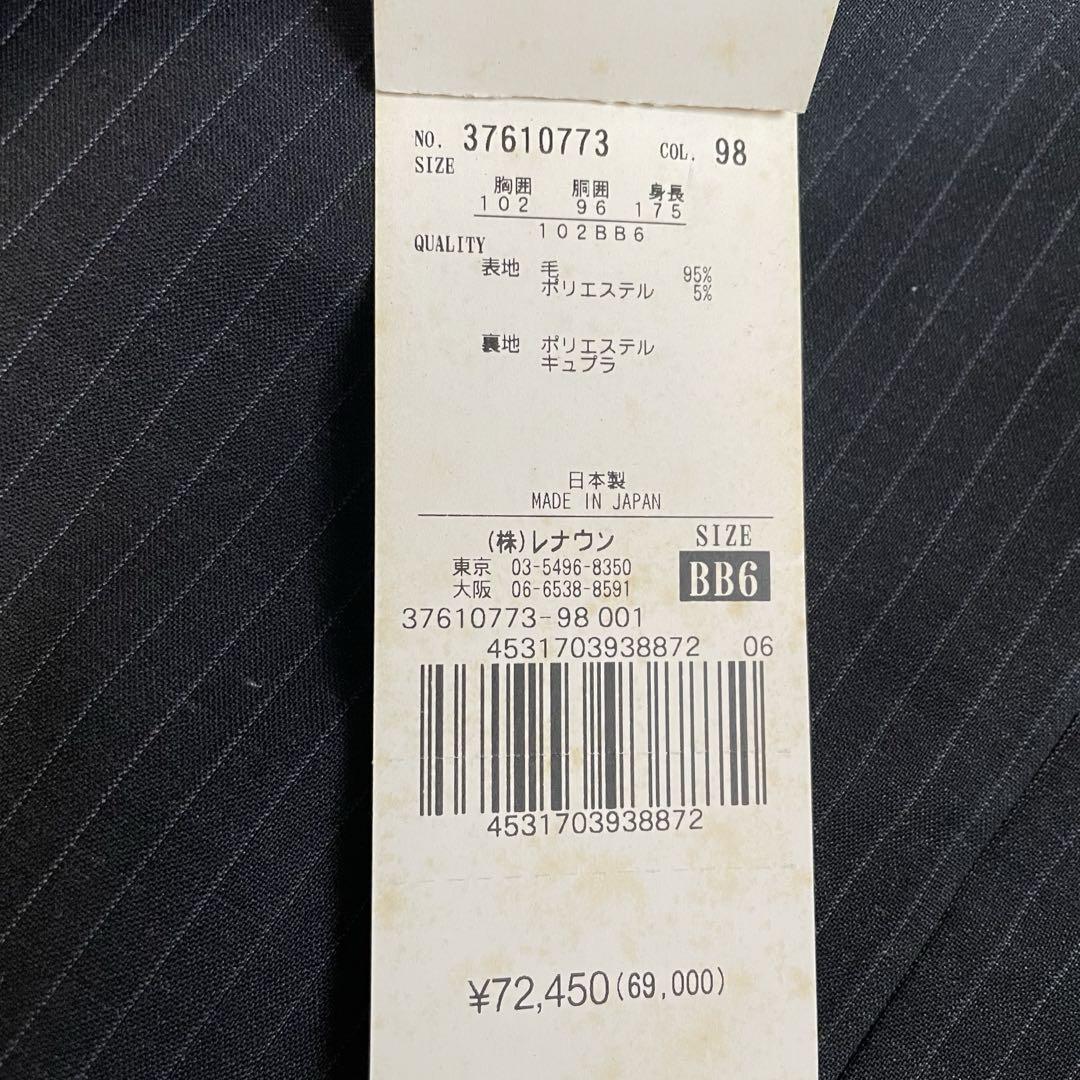 NO. 37610773 COL. 98
SIZE
胸囲 胴囲 身長
102 96 175
102BB6
QUALITY
表地 毛 95%
ポリエステル 5%
裏地 ポリエステル
キュプラ
日本製
MADE IN JAPAN
(株)レナウン
東京 03-5496-8350
大阪 06-6538-8591
SIZE
BB6
37610773-98 001
4531703938872 06
4531703938872
¥72,450(69,000)